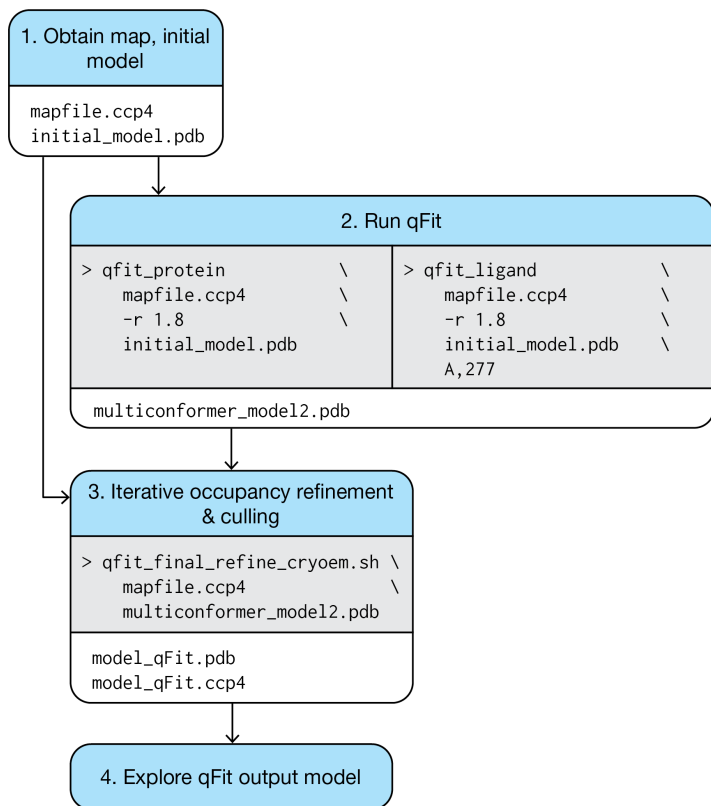 1. Obtain map, initial
model
mapfile.ccp4
initial_model.pdb
2. Run qFit
> qfit_protein \
mapfile.ccp4 \
-r 1.8 \
initial_model.pdb
> qfit_ligand \
mapfile.ccp4 \
-r 1.8 \
initial_model.pdb \
A,277
multiconformer_model2.pdb
3. Iterative occupancy refinement
& culling
> qfit_final_refine_cryoem.sh \
mapfile.ccp4 \
multiconformer_model2.pdb
model_qFit.pdb
model_qFit.ccp4
4. Explore qFit output model